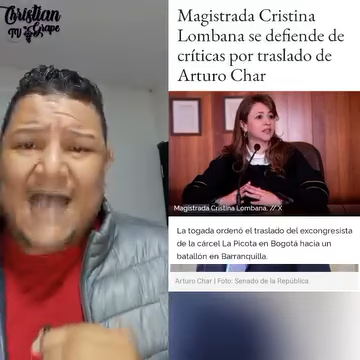 Christian
TV Grape
Magistrada Cristina
Lombana se defiende de
críticas por traslado de
Arturo Char
Magistrada Cristina Lombana. // X
La togada ordenó el traslado del excongresista
de la cárcel La Picota en Bogotá hacia un
batallón en Barranquilla.
Arturo Char | Foto: Senado de la República.